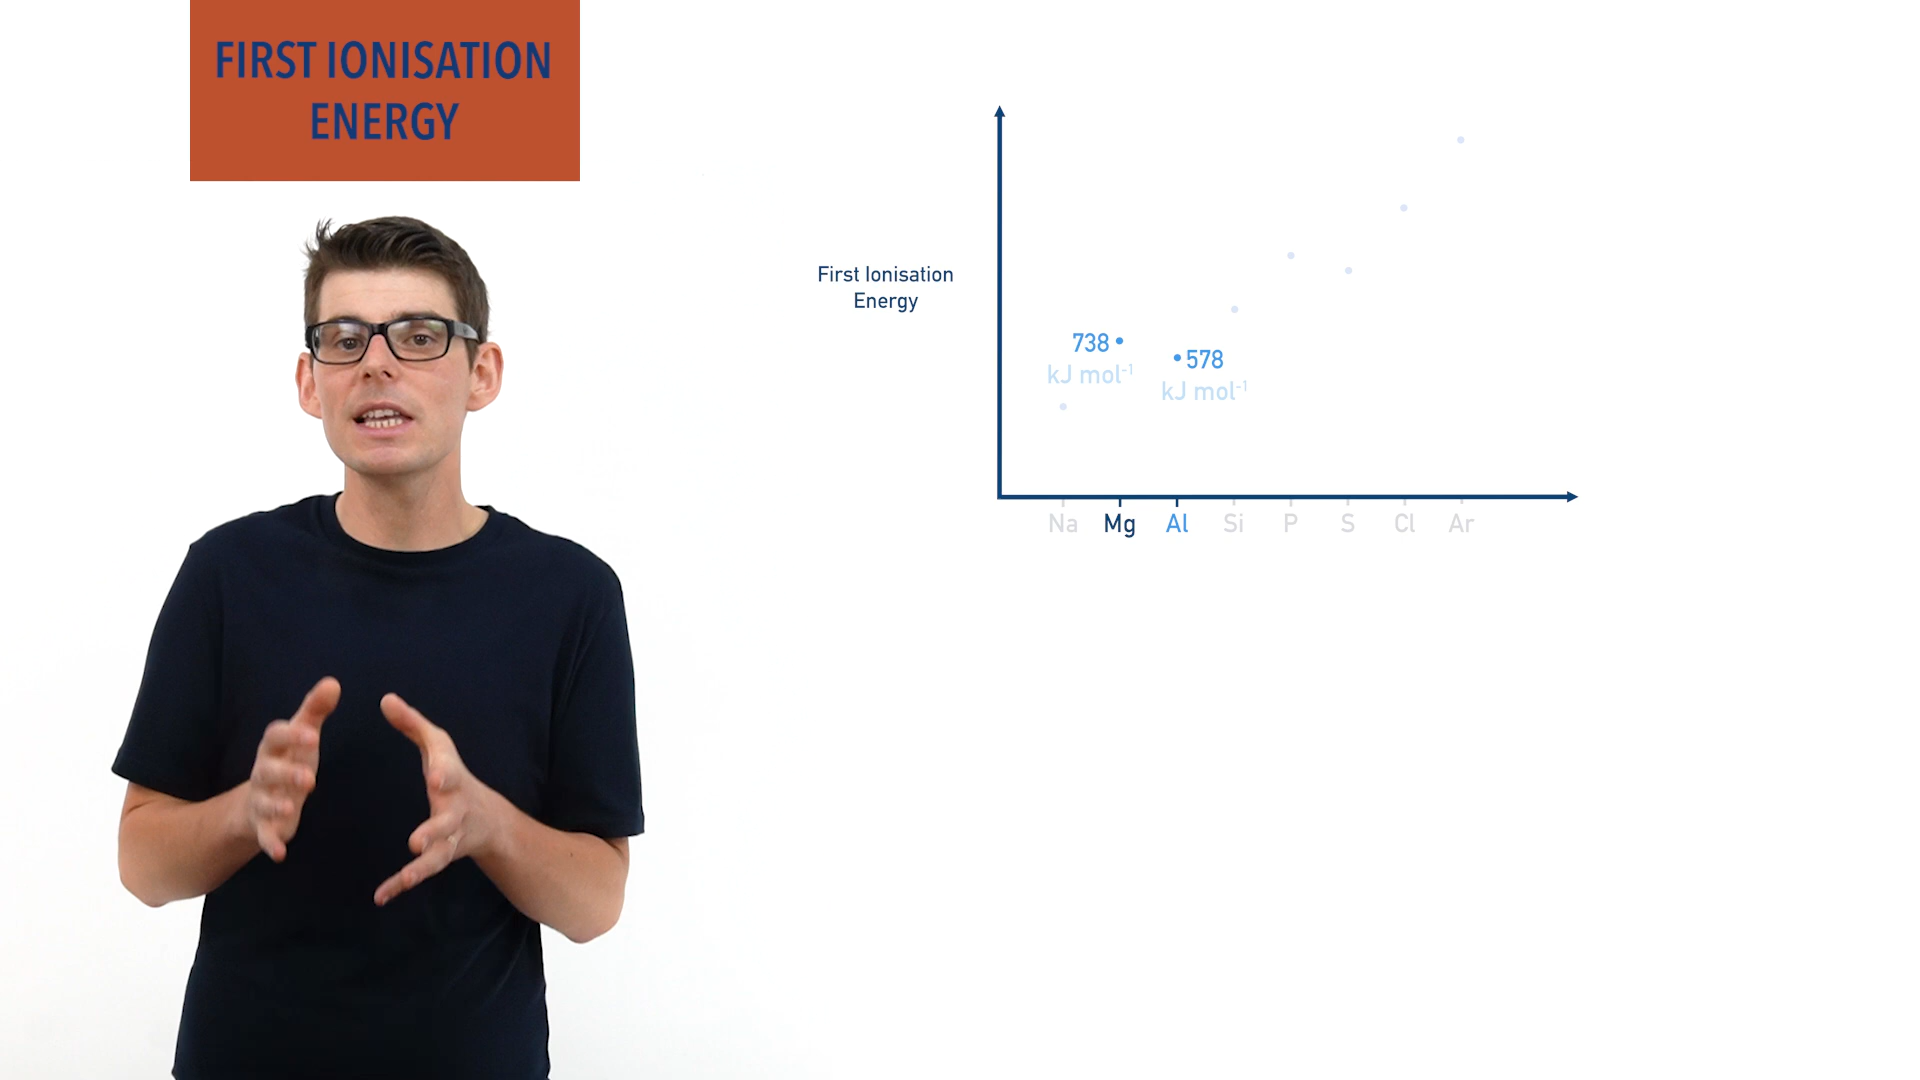 FIRST IONISATION
ENERGY
First Ionisation
Energy
738
kJ mol⁻¹
578
kJ mol⁻¹
Na Mg Al Si P S Cl Ar